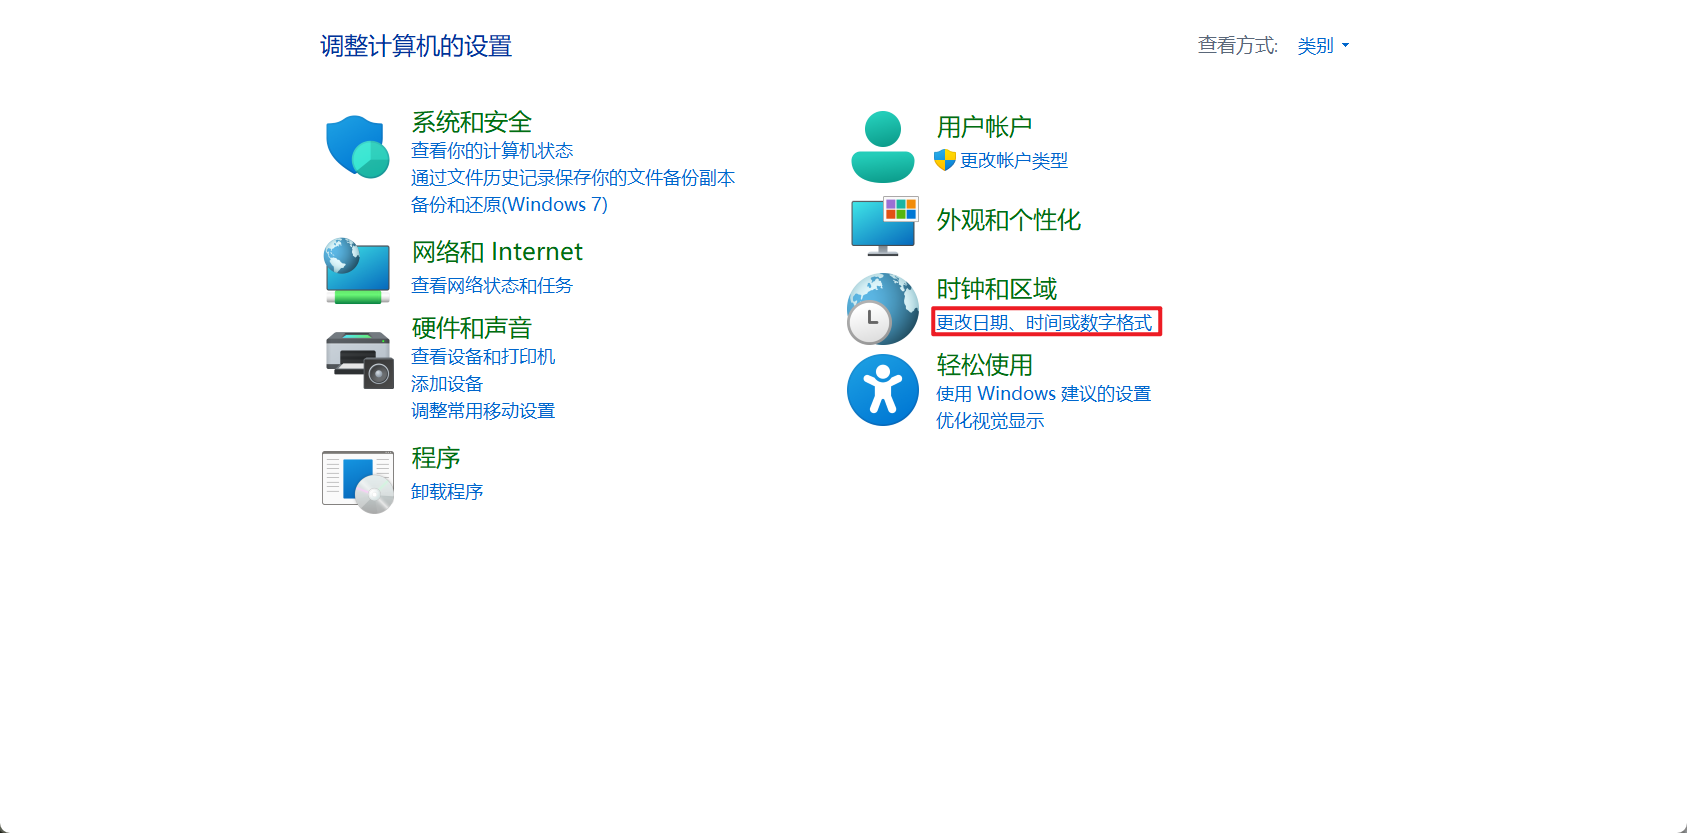 调整计算机的设置
查看方式: 类别
系统和安全
查看你的计算机状态
通过文件历史记录保存你的文件备份副本
备份和还原(Windows 7)
网络和 Internet
查看网络状态和任务
硬件和声音
查看设备和打印机
添加设备
调整常用移动设置
程序
卸载程序
用户帐户
更改帐户类型
外观和个性化
时钟和区域
更改日期、时间或数字格式
轻松使用
使用 Windows 建议的设置
优化视觉显示